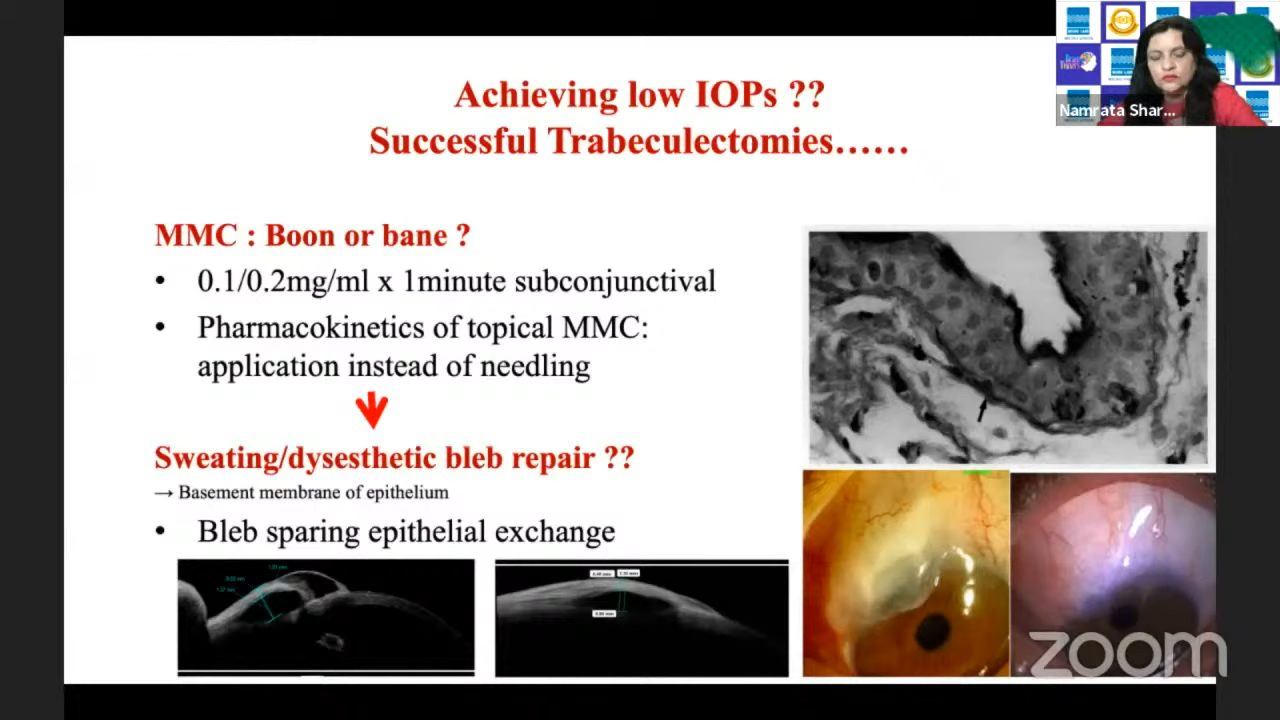 Achieving low IOPs ??
Successful Trabeculectomies……
Namrata Shar...
MMC : Boon or bane ?
• 0.1/0.2mg/ml x 1minute subconjunctival
• Pharmacokinetics of topical MMC:
application instead of needling
Sweating/dysesthetic bleb repair ??
→ Basement membrane of epithelium
• Bleb sparing epithelial exchange
zoom